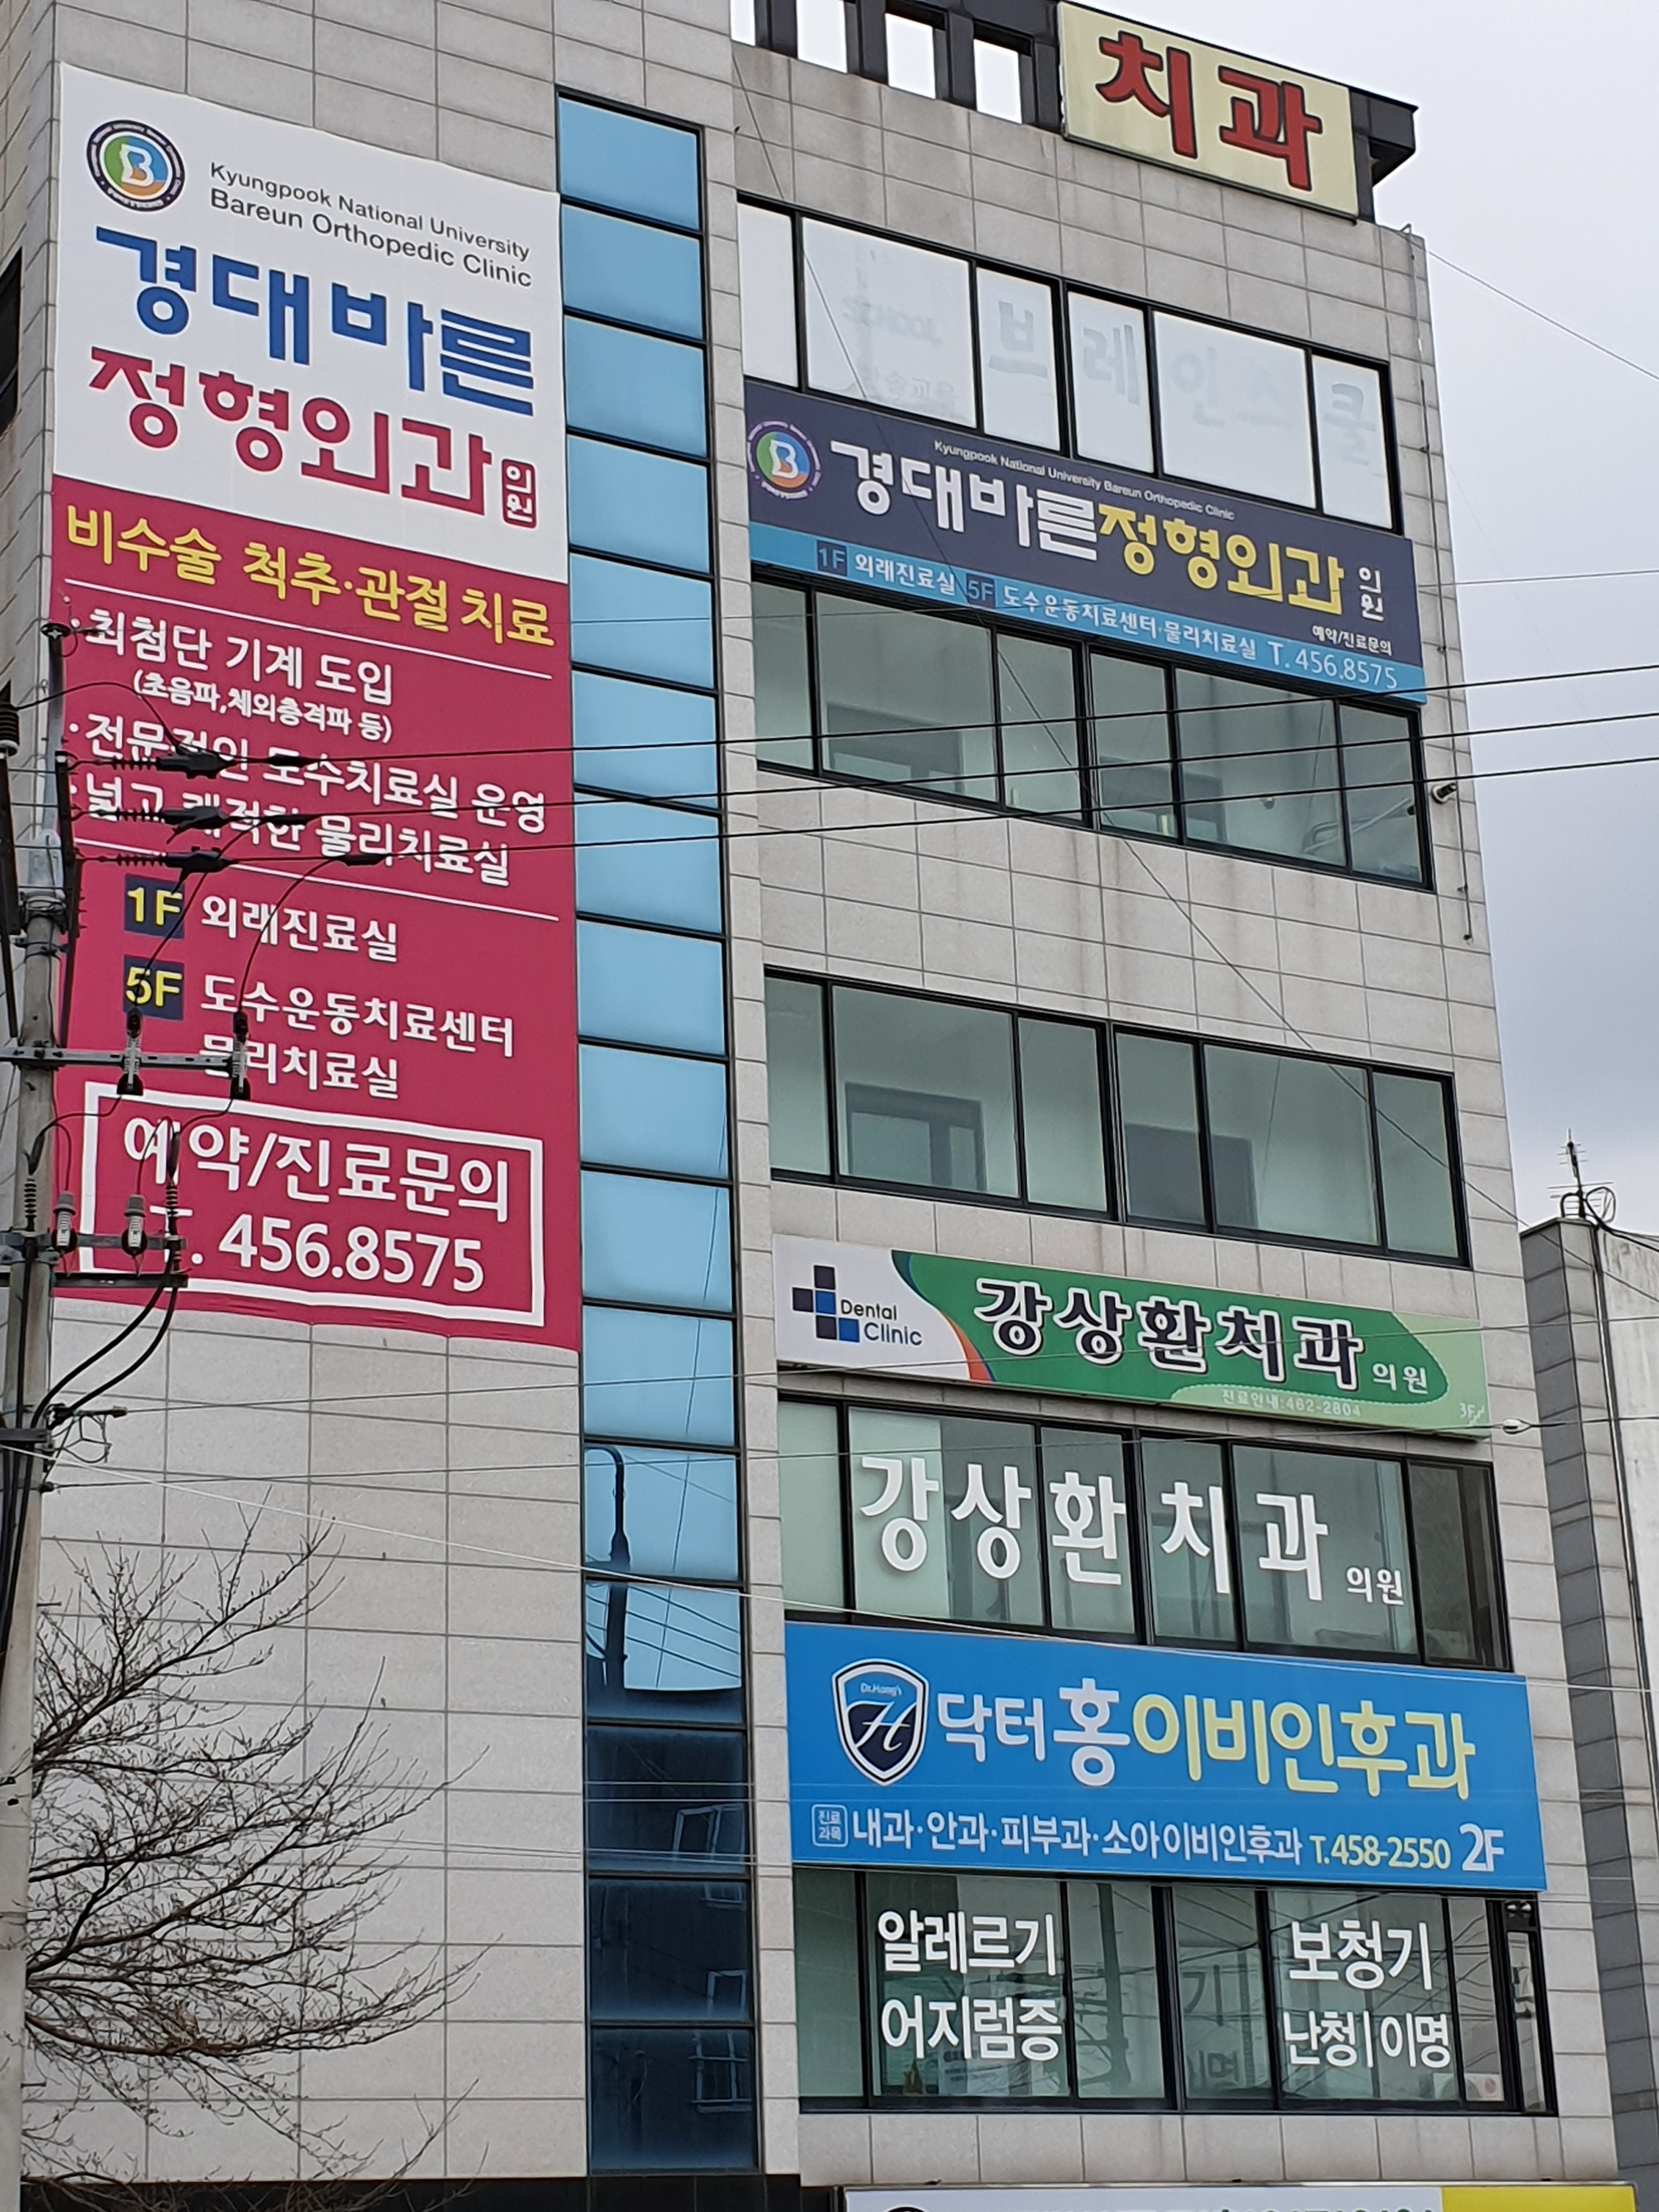 치과
Kyungpook National University
Bareun Orthopedic Clinic
경대바른
정형외과 의원
비수술 척추·관절 치료
·최첨단 기계 도입
(초음파,체외충격파 등)
·전문적인 도수치료실 운영
·넓고 쾌적한 물리치료실
1F 외래진료실
5F 도수운동치료센터
물리치료실
예약/진료문의
T. 456.8575
브레인스쿨
Kyungpook National University Bareun Orthopedic Clinic
경대바른정형외과 의원
예약/진료문의
1F 외래진료실 5F 도수운동치료센터·물리치료실 T. 456.8575
Dental
Clinic
강상환치과 의원
진료안내:462-2804
3F
강상환치과 의원
Dr.Hong's
H
닥터홍이비인후과
진료과목 내과·안과·피부과·소아이비인후과 T.458-2550 2F
알레르기
어지럼증
보청기
난청|이명